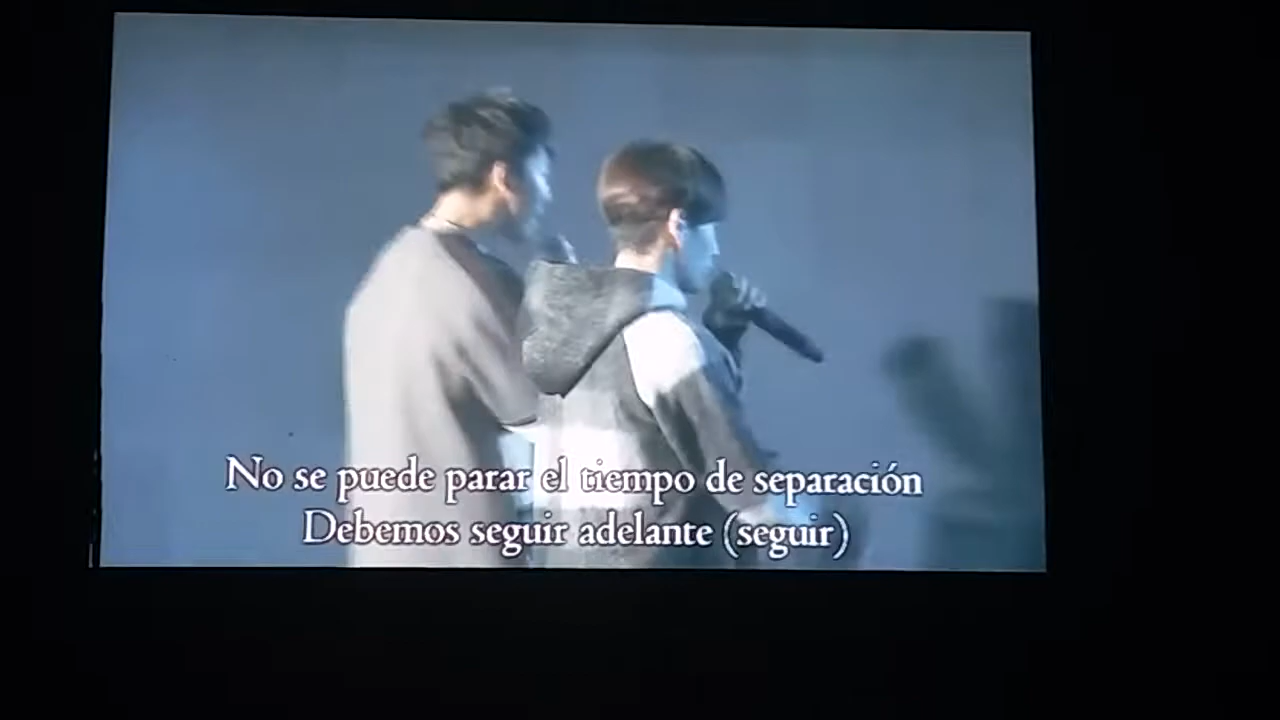 No se puede parar el tiempo de separación
Debemos seguir adelante (seguir)